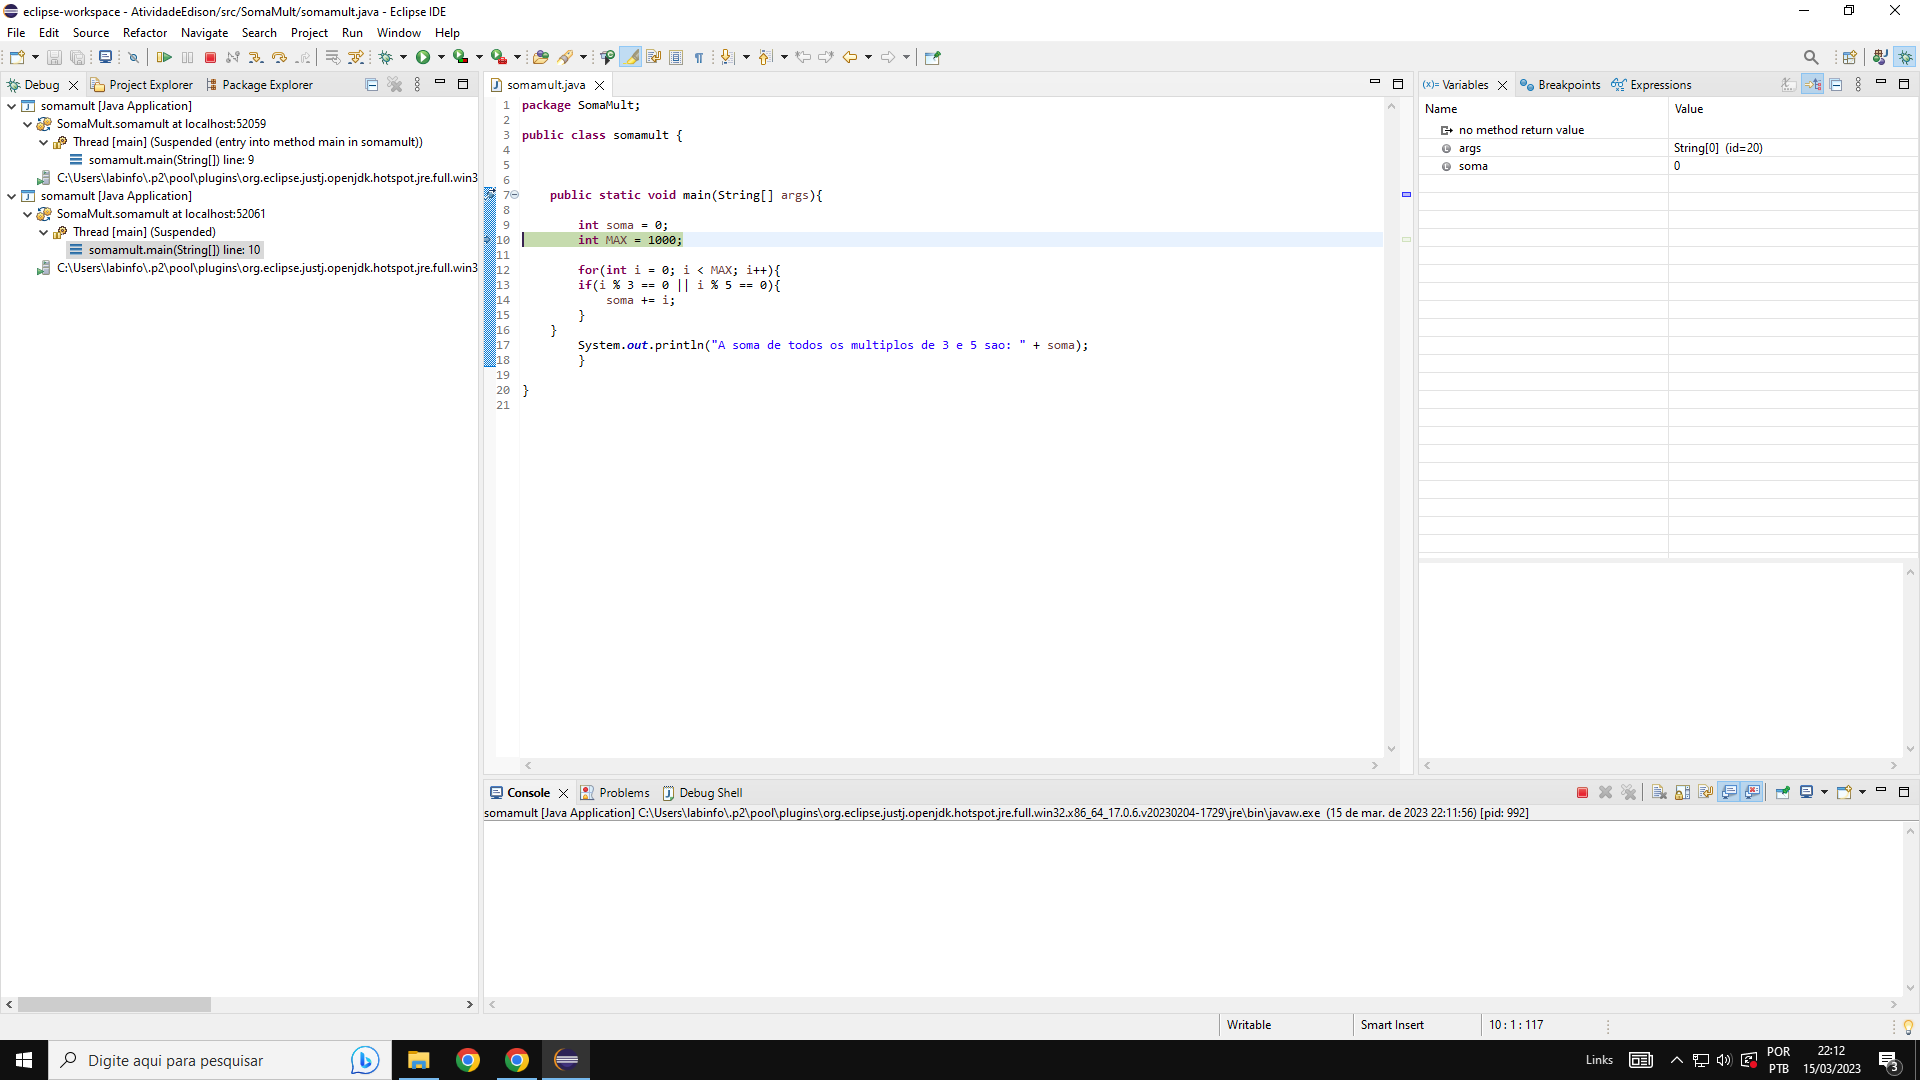 eclipse-workspace - AtividadeEdison/src/SomaMult/somamult.java - Eclipse IDE
File Edit Source Refactor Navigate Search Project Run Window Help
Debug Project Explorer Package Explorer
somamult [Java Application]
SomaMult.somamult at localhost:52059
Thread [main] (Suspended (entry into method main in somamult))
somamult.main(String[]) line: 9
C:\Users\labinfo\.p2\pool\plugins\org.eclipse.justj.openjdk.hotspot.jre.full.win3
somamult [Java Application]
SomaMult.somamult at localhost:52061
Thread [main] (Suspended)
somamult.main(String[]) line: 10
C:\Users\labinfo\.p2\pool\plugins\org.eclipse.justj.openjdk.hotspot.jre.full.win3
somamult.java
1 package SomaMult;
2
3 public class somamult {
4
5
6
7 public static void main(String[] args){
8
9 int soma = 0;
10 int MAX = 1000;
11
12 for(int i = 0; i < MAX; i++){
13 if(i % 3 == 0 || i % 5 == 0){
14 soma += i;
15 }
16 }
17 System.out.println("A soma de todos os multiplos de 3 e 5 sao: " + soma);
18 }
19
20 }
21
(x)= Variables Breakpoints Expressions
Name Value
no method return value
args String[0] (id=20)
soma 0
Console Problems Debug Shell
somamult [Java Application] C:\Users\labinfo\.p2\pool\plugins\org.eclipse.justj.openjdk.hotspot.jre.full.win32.x86_64_17.0.6.v20230204-1729\jre\bin\javaw.exe (15 de mar. de 2023 22:11:56) [pid: 992]
Writable Smart Insert 10 : 1 : 117
Digite aqui para pesquisar
Links
POR
PTB
22:12
15/03/2023
3